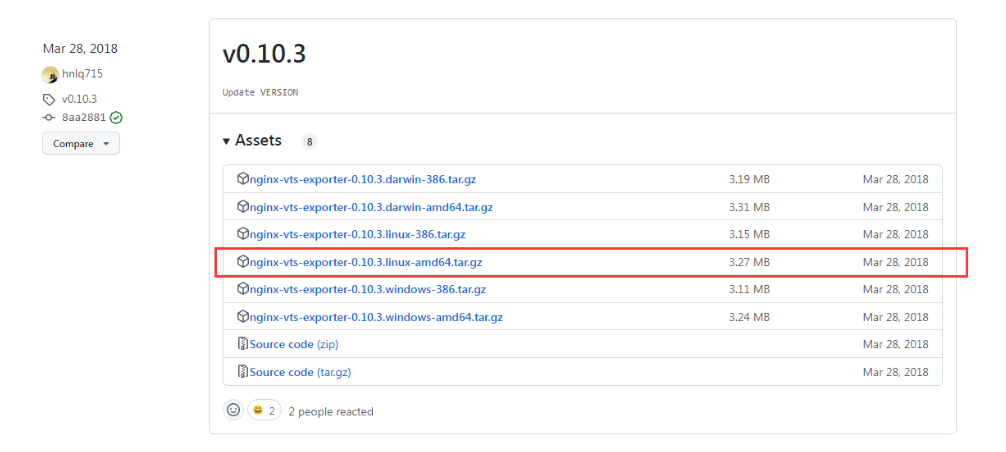 Mar 28, 2018
hnlq715
v0.10.3
8aa2881
Compare
v0.10.3
Update VERSION
Assets 8
nginx-vts-exporter-0.10.3.darwin-386.tar.gz 3.19 MB Mar 28, 2018
nginx-vts-exporter-0.10.3.darwin-amd64.tar.gz 3.31 MB Mar 28, 2018
nginx-vts-exporter-0.10.3.linux-386.tar.gz 3.15 MB Mar 28, 2018
nginx-vts-exporter-0.10.3.linux-amd64.tar.gz 3.27 MB Mar 28, 2018
nginx-vts-exporter-0.10.3.windows-386.tar.gz 3.11 MB Mar 28, 2018
nginx-vts-exporter-0.10.3.windows-amd64.tar.gz 3.24 MB Mar 28, 2018
Source code (zip) Mar 28, 2018
Source code (tar.gz) Mar 28, 2018
2 2 people reacted